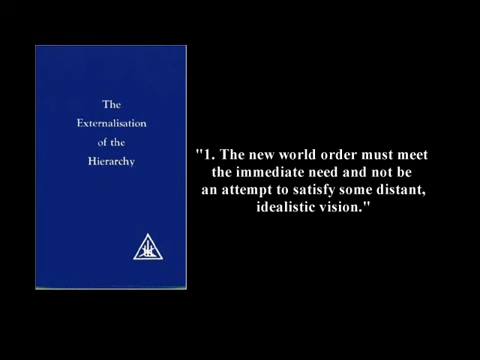 The
Externalisation
of the
Hierarchy
"1. The new world order must meet
the immediate need and not be
an attempt to satisfy some distant,
idealistic vision."